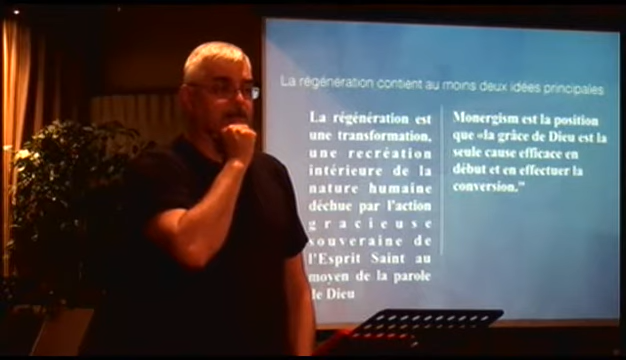 La régéneration contient au moins deux idées principales
La régénération est
une transformation,
une recréation
intérieure de la
nature humaine
déchue par l'action
gracieuse
souveraine de
l'Esprit Saint au
moyen de la parole
de Dieu
Monergism est la position
que «la grâce de Dieu est la
seule cause efficace en
début et en effectuer la
conversion."